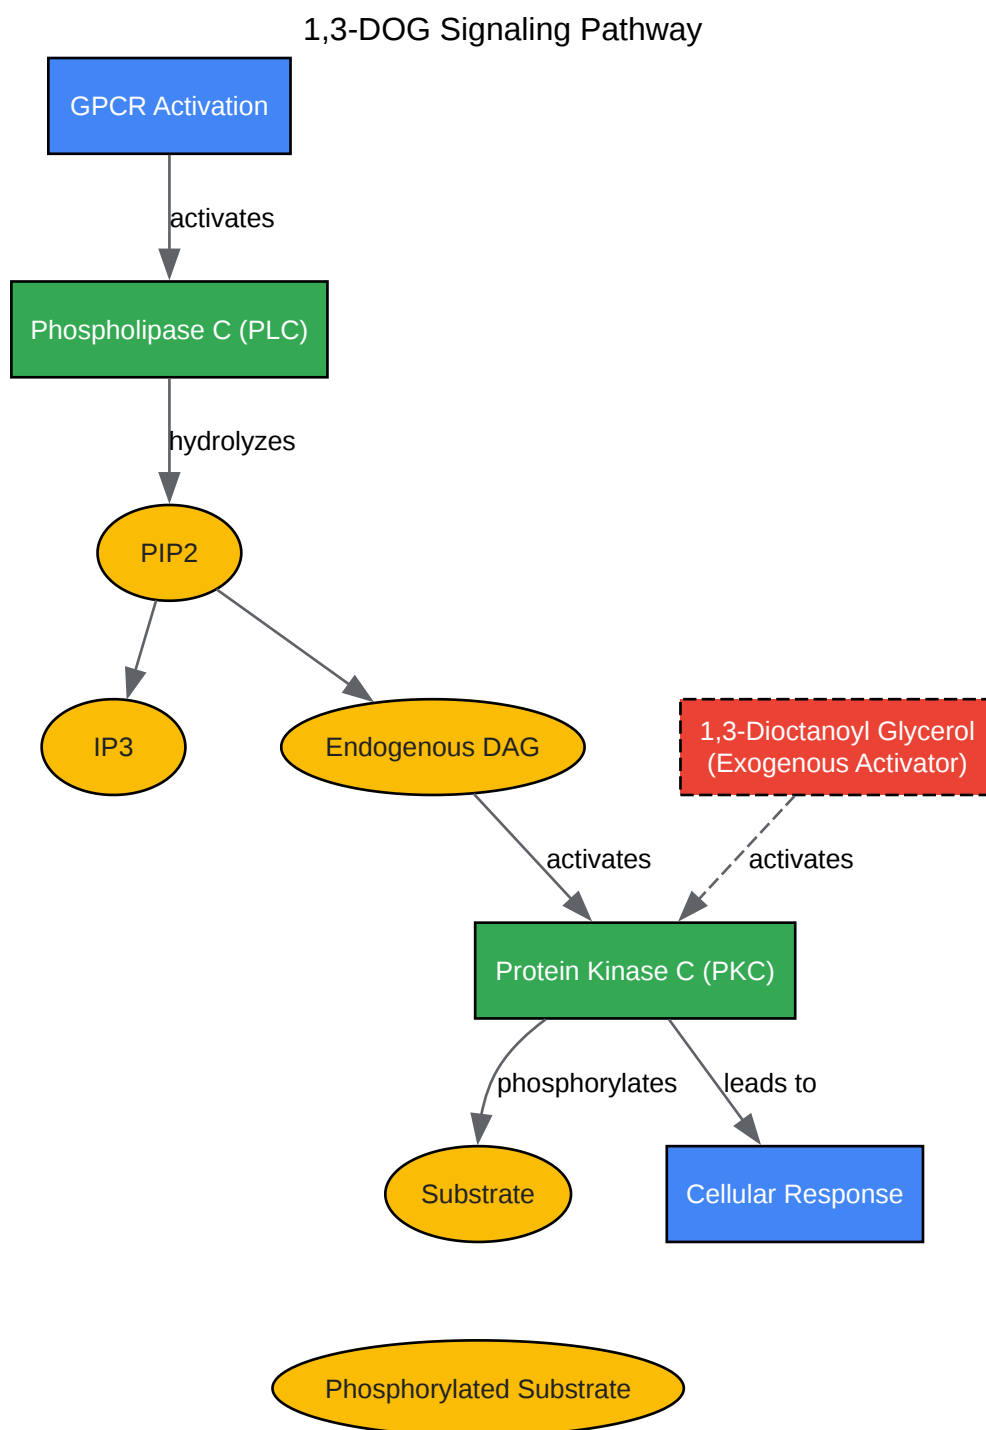 1,3-DOG Signaling Pathway
GPCR Activation
activates
Phospholipase C (PLC)
hydrolyzes
PIP2
IP3
Endogenous DAG
1,3-Dioctanoyl Glycerol
(Exogenous Activator)
activates
activates
Protein Kinase C (PKC)
phosphorylates
leads to
Substrate
Cellular Response
Phosphorylated Substrate